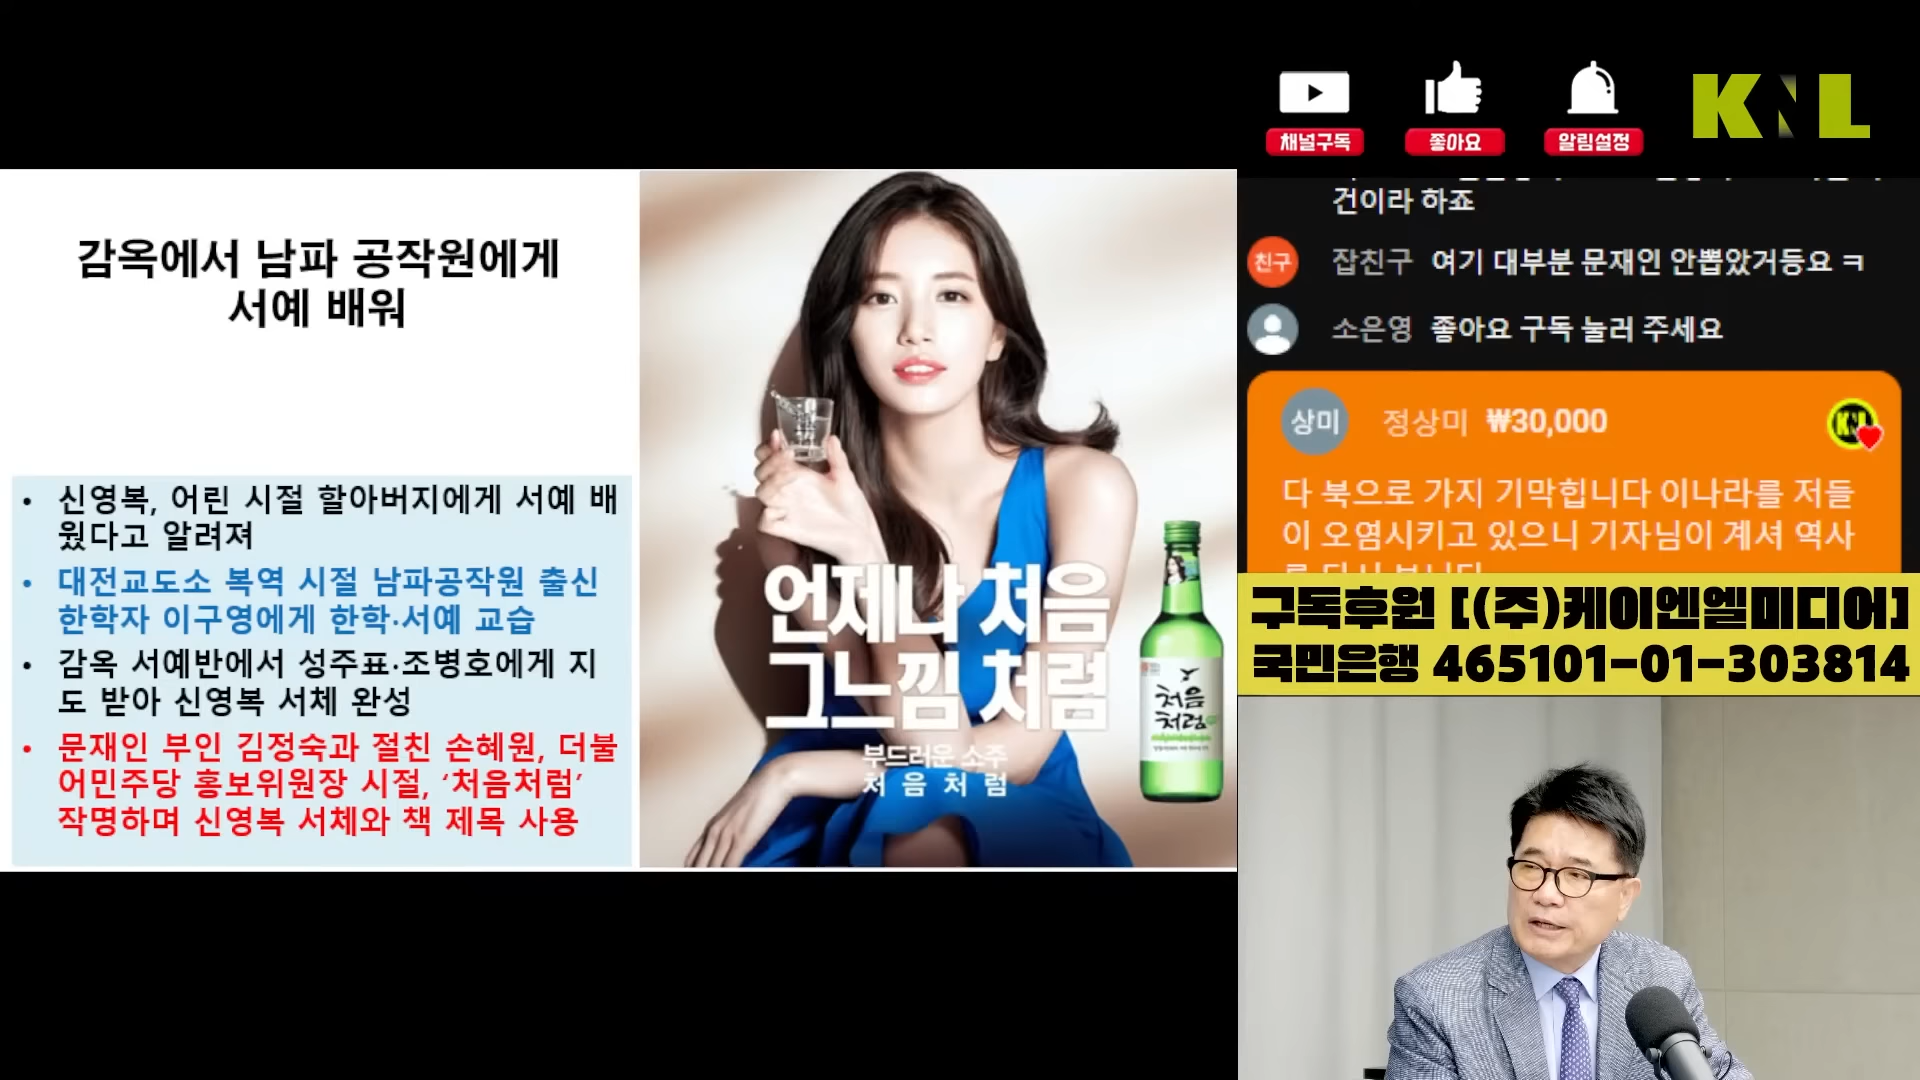 채널구독
좋아요
알림설정
KNL
감옥에서 남파 공작원에게
서예 배워
• 신영복, 어린 시절 할아버지에게 서예 배
웠다고 알려져
• 대전교도소 복역 시절 남파공작원 출신
한학자 이구영에게 한학·서예 교습
• 감옥 서예반에서 성주표·조병호에게 지
도 받아 신영복 서체 완성
• 문재인 부인 김정숙과 절친 손혜원, 더불
어민주당 홍보위원장 시절, ‘처음처럼’
작명하며 신영복 서체와 책 제목 사용
언제나 처음
그느낌 처럼
부드러운 소주
처음처럼
처음
처럼
건이라 하죠
친구 잡친구 여기 대부분 문재인 안뽑았거등요 ㅋ
소은영 좋아요 구독 눌러 주세요
상미 정상미 ₩30,000
다 북으로 가지 기막힙니다 이나라를 저들
이 오염시키고 있으니 기자님이 계셔 역사
구독후원 [(주)케이엔엘미디어]
국민은행 465101-01-303814